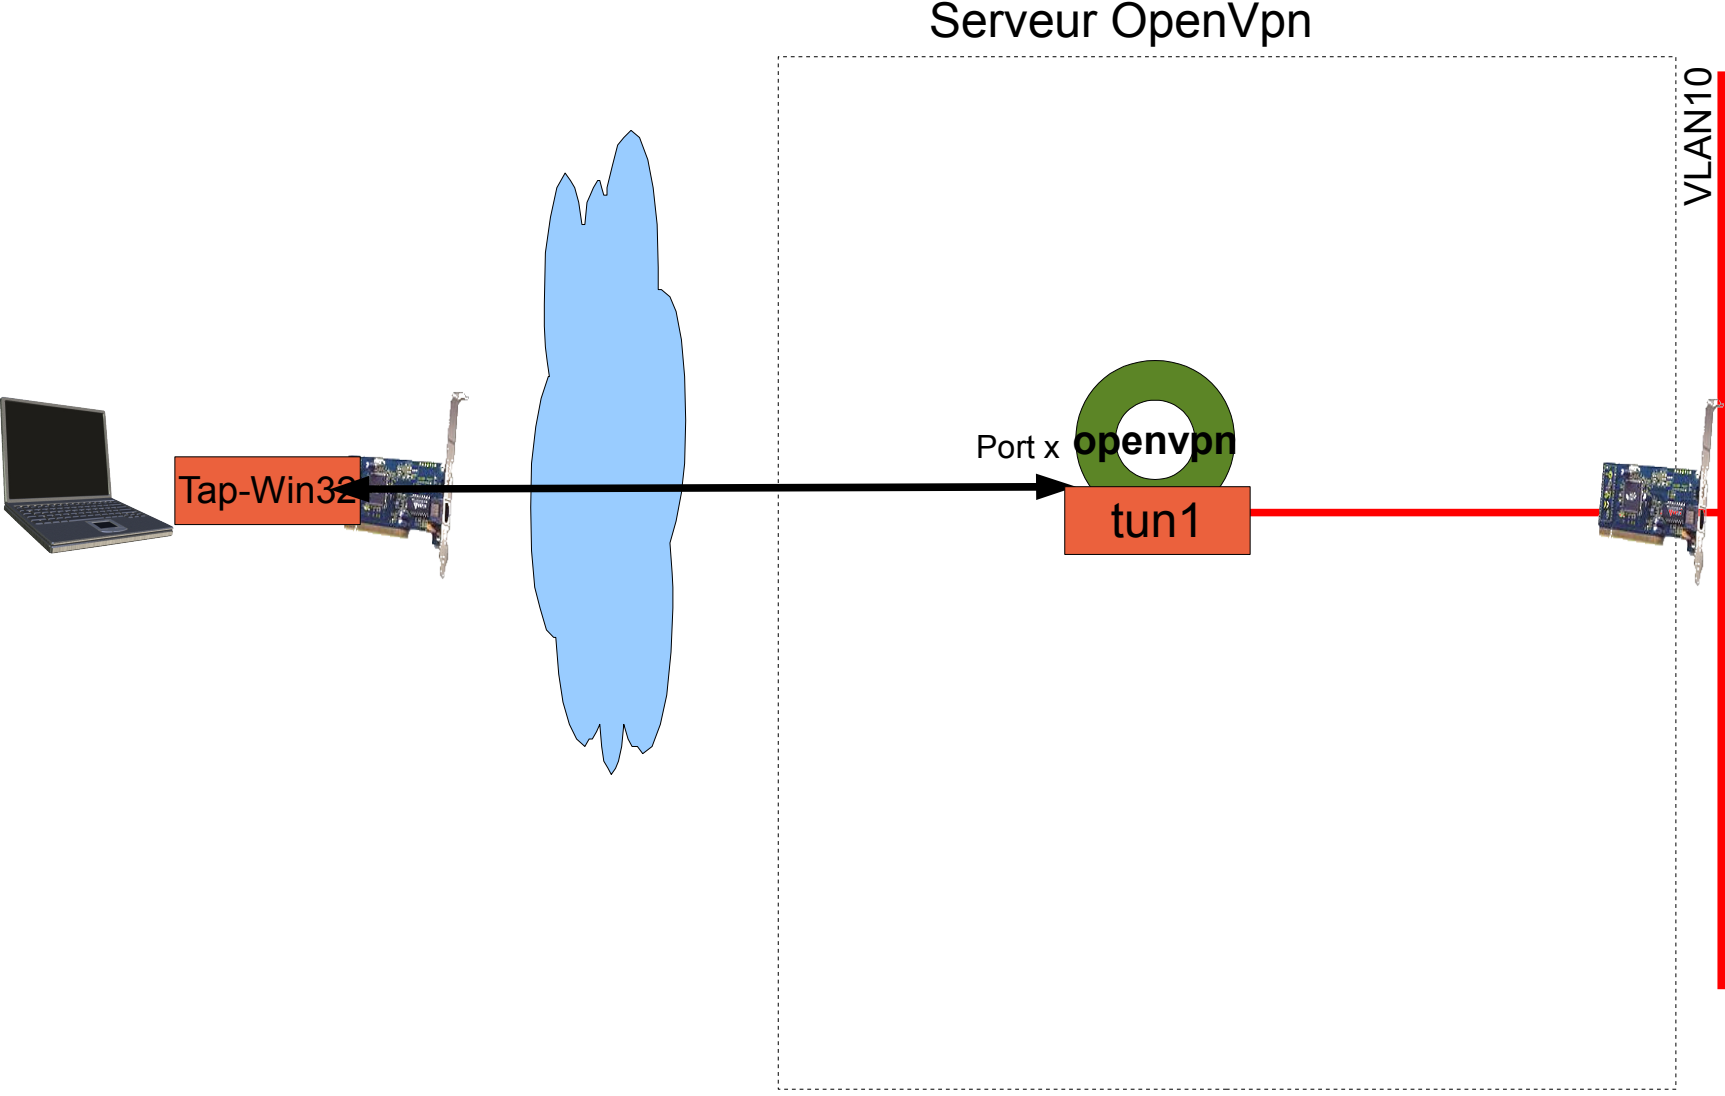 Serveur OpenVpn
VLAN10
Port x
openvpn
Tap-Win32
tun1